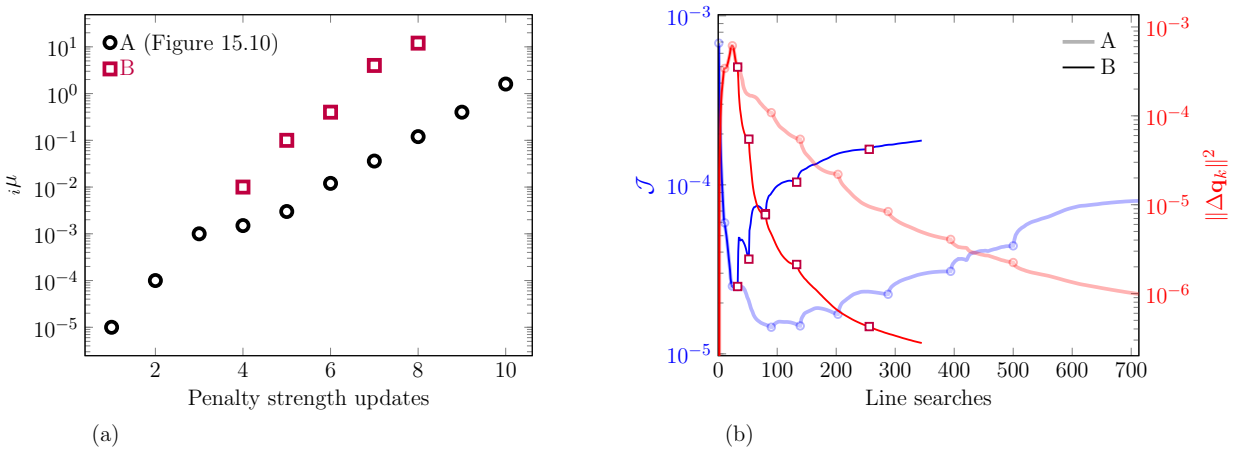 A (Figure 15.10)
B
10^1
10^0
10^{-1}
10^{-2}
10^{-3}
10^{-4}
10^{-5}
^iμ
2 4 6 8 10
Penalty strength updates
(a)
A
B
10^{-3}
10^{-4}
10^{-5}
𝒥
10^{-3}
10^{-4}
10^{-5}
10^{-6}
||Δq_k||^2
0 100 200 300 400 500 600 700
Line searches
(b)